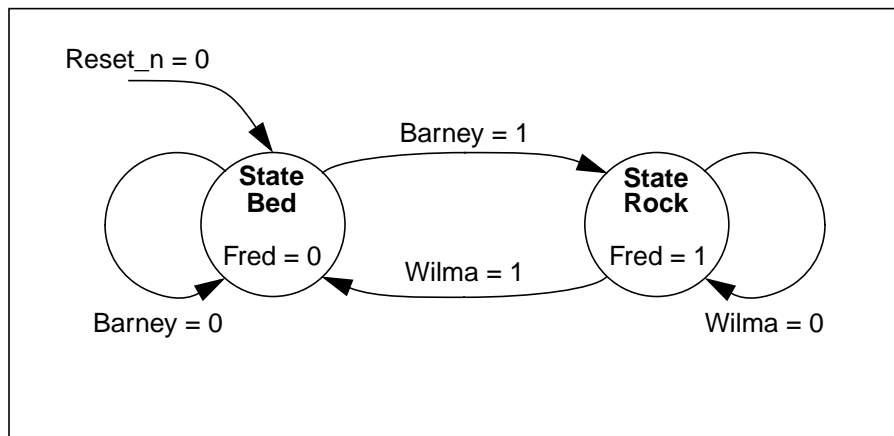 Reset_n = 0
Barney = 1
State
Bed
State
Rock
Fred = 0
Fred = 1
Wilma = 1
Barney = 0
Wilma = 0